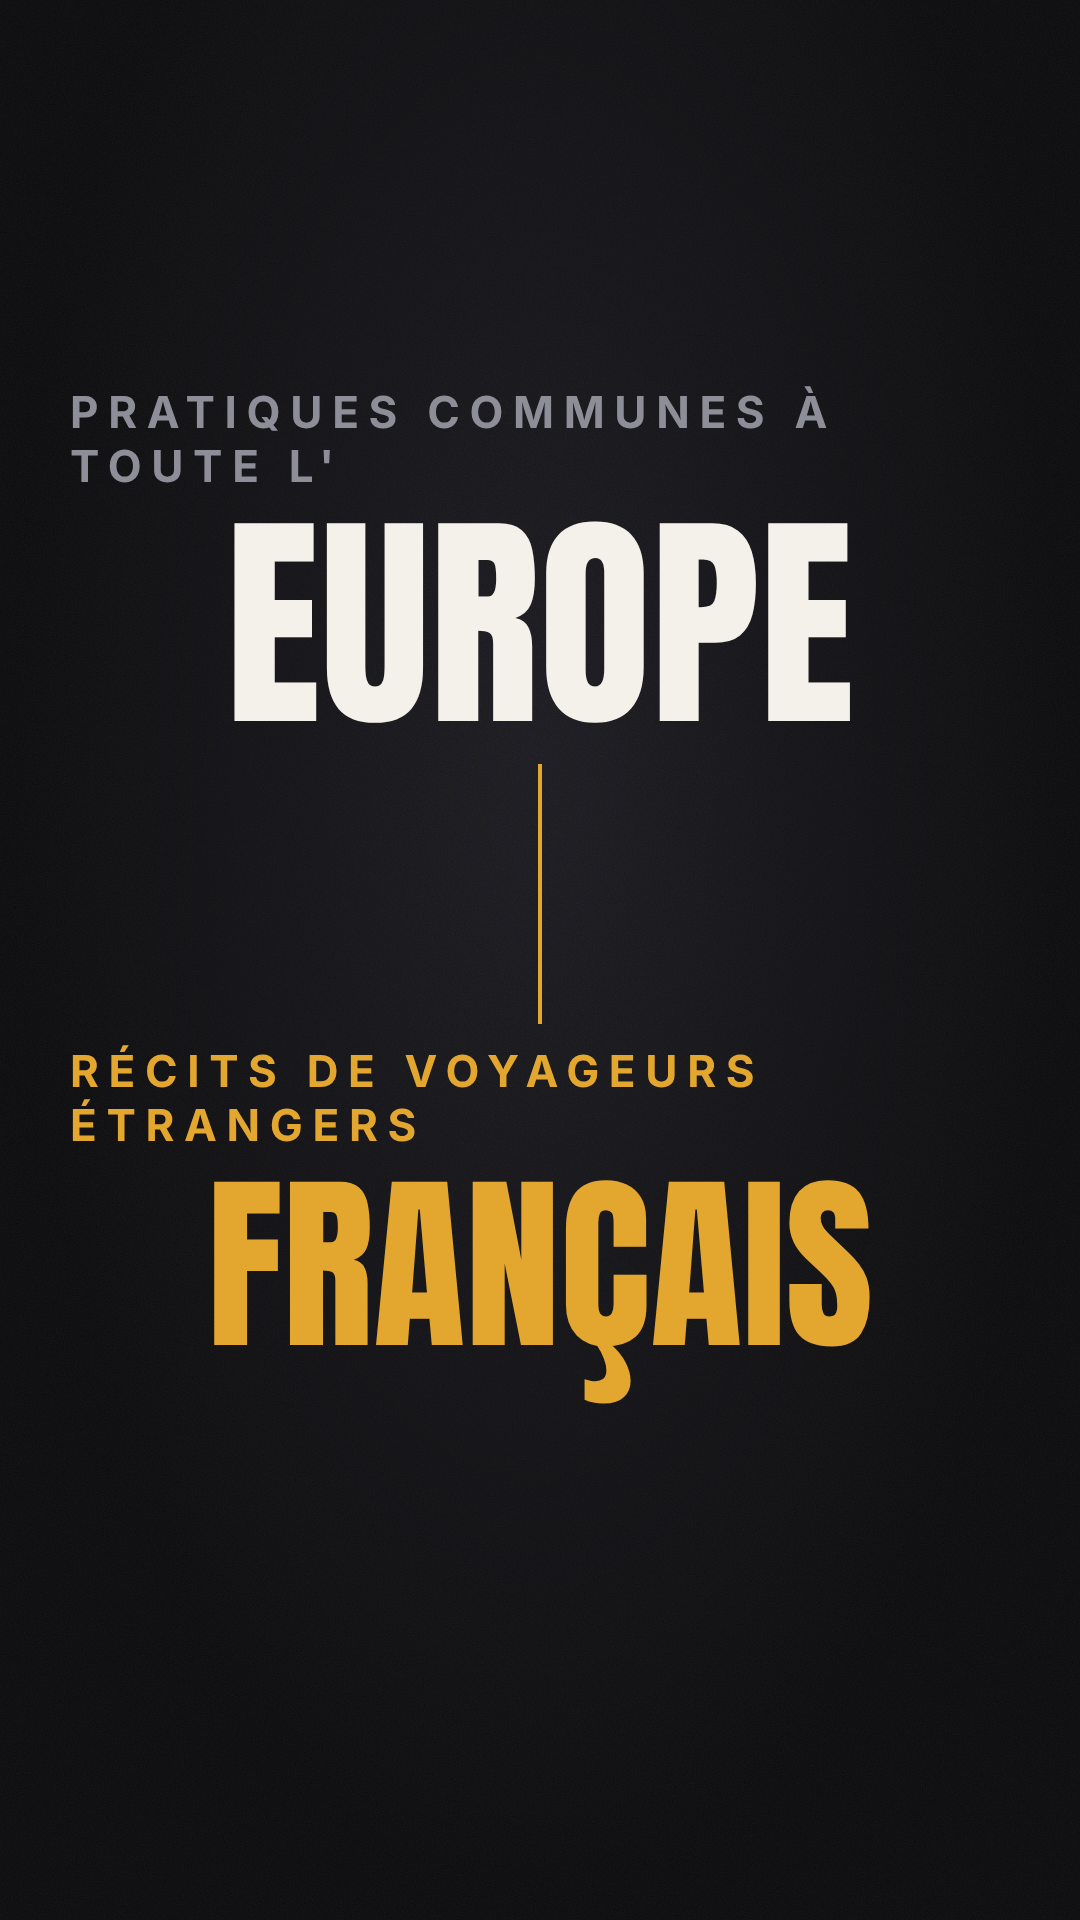 PRATIQUES COMMUNES À
TOUTE L'
EUROPE
RÉCITS DE VOYAGEURS
ÉTRANGERS
FRANÇAIS